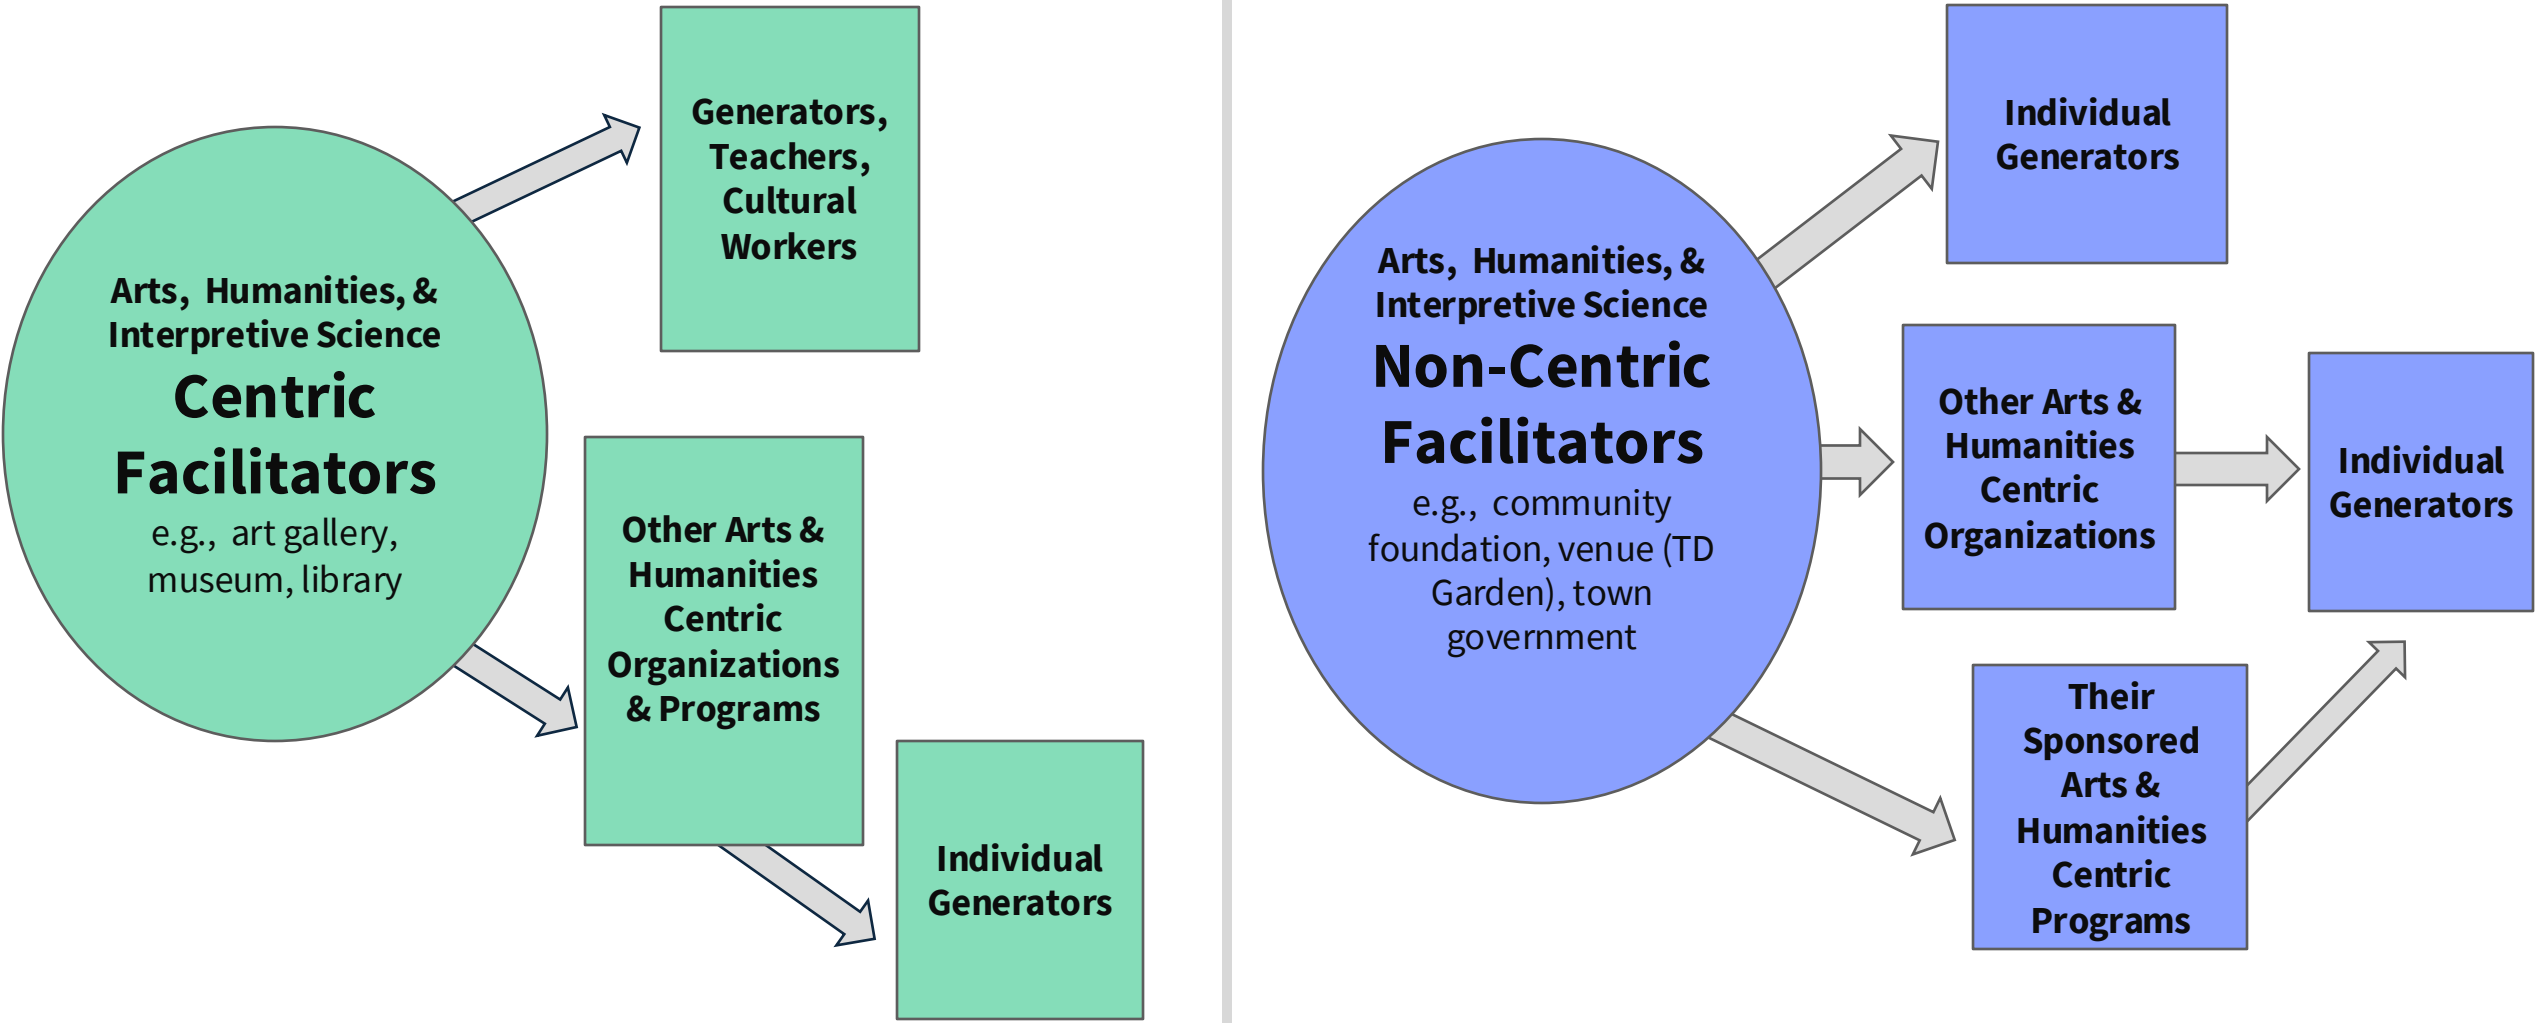 Arts, Humanities, &
Interpretive Science
Centric
Facilitators
e.g., art gallery,
museum, library
Generators,
Teachers,
Cultural
Workers
Other Arts &
Humanities
Centric
Organizations
& Programs
Individual
Generators
Arts, Humanities, &
Interpretive Science
Non-Centric
Facilitators
e.g., community
foundation, venue (TD
Garden), town
government
Individual
Generators
Other Arts &
Humanities
Centric
Organizations
Individual
Generators
Their
Sponsored
Arts &
Humanities
Centric
Programs